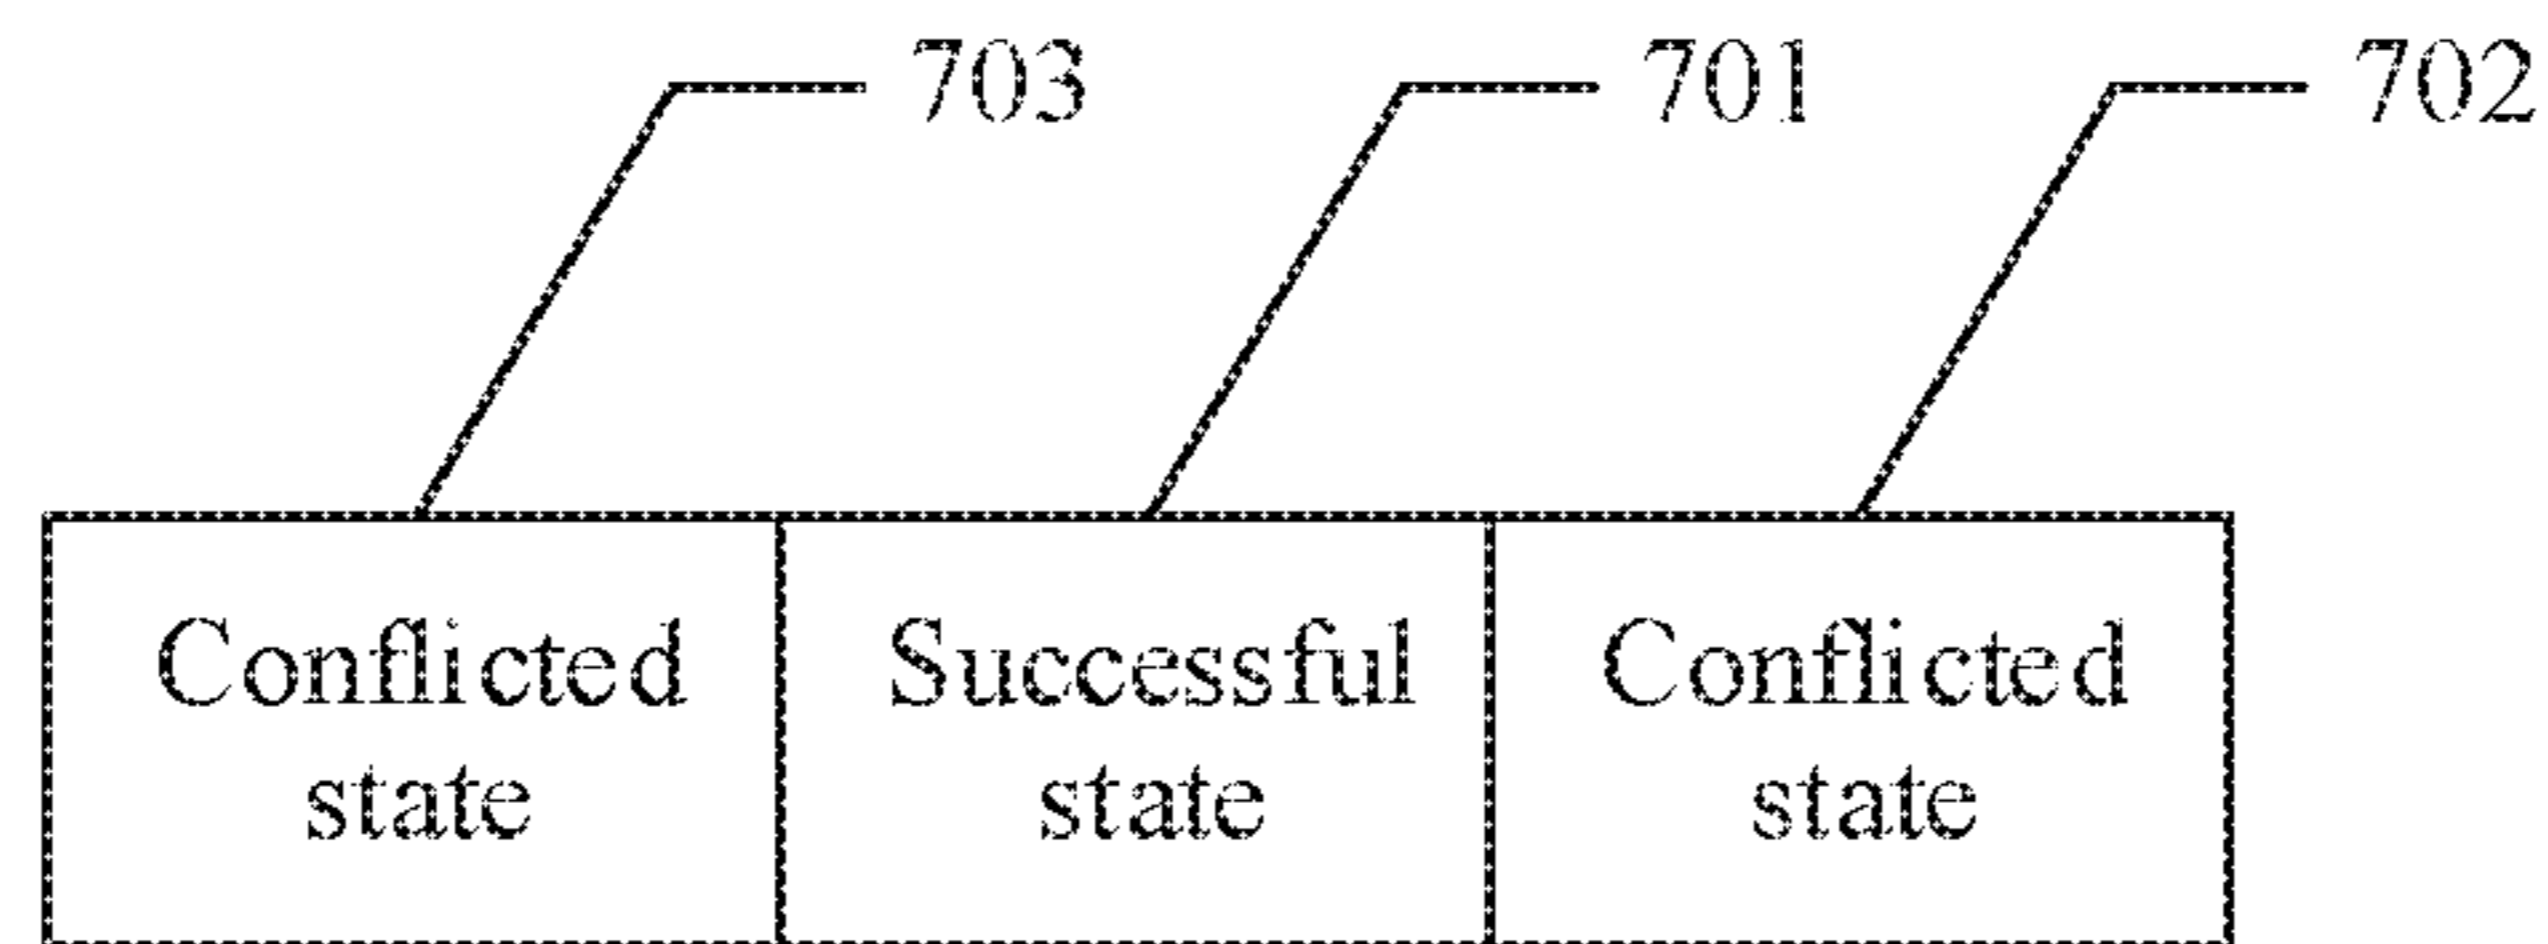 703 701 702
Conflicted Successful Conflicted
state state state